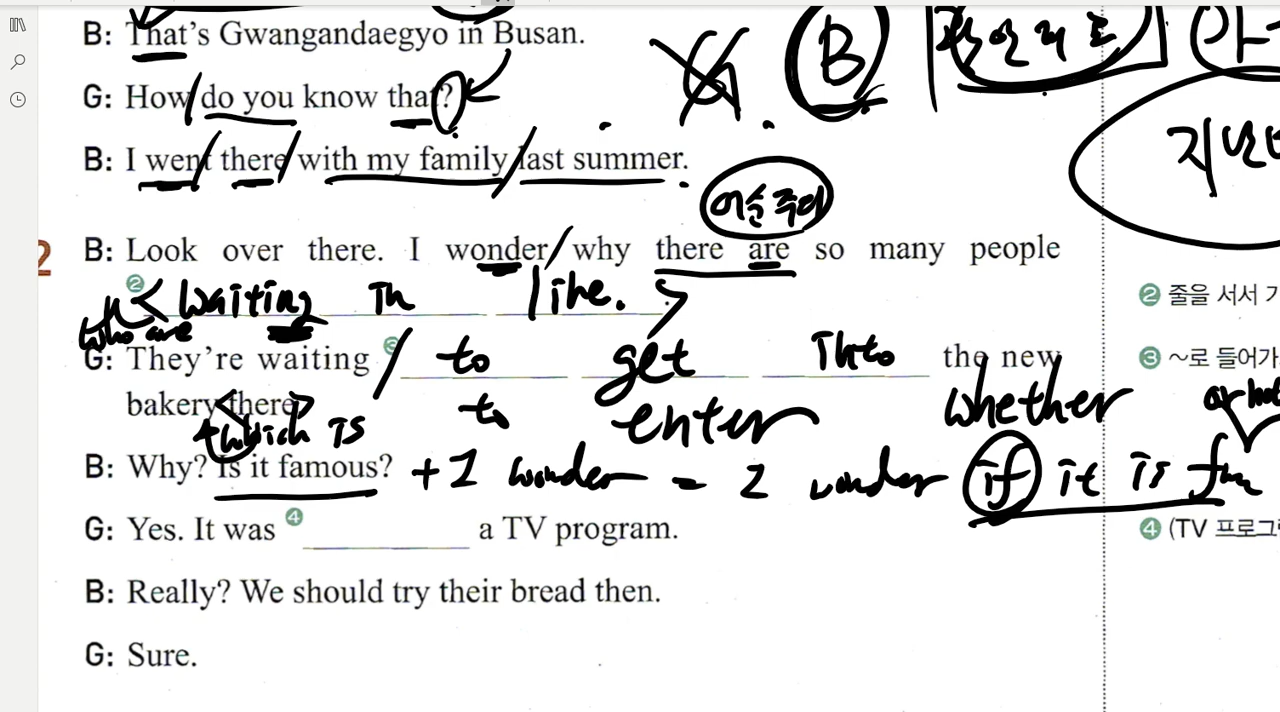 B: That's Gwangandaegyo in Busan.
B
G: How do you know that?
B: I went there with my family last summer.
어순 주의
2 B: Look over there. I wonder why there are so many people
② < waiting in line. >
who are
② 줄을 서서
G: They're waiting ③ to get into the new
③ ~로 들어가
bakery there
to enter whether
which is
B: Why? Is it famous? + I wonder = I wonder if it is
G: Yes. It was ④ a TV program.
④ (TV 프로그
B: Really? We should try their bread then.
G: Sure.